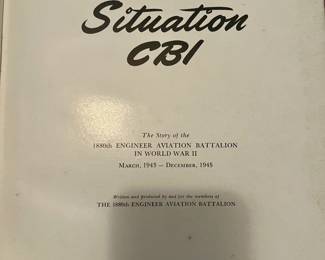 Situation
CBI
The Story of the
1880th ENGINEER AVIATION BATTALION
IN WORLD WAR II
MARCH, 1943 — DECEMBER, 1945
Written and produced by and for the members of
THE 1880th ENGINEER AVIATION BATTALION